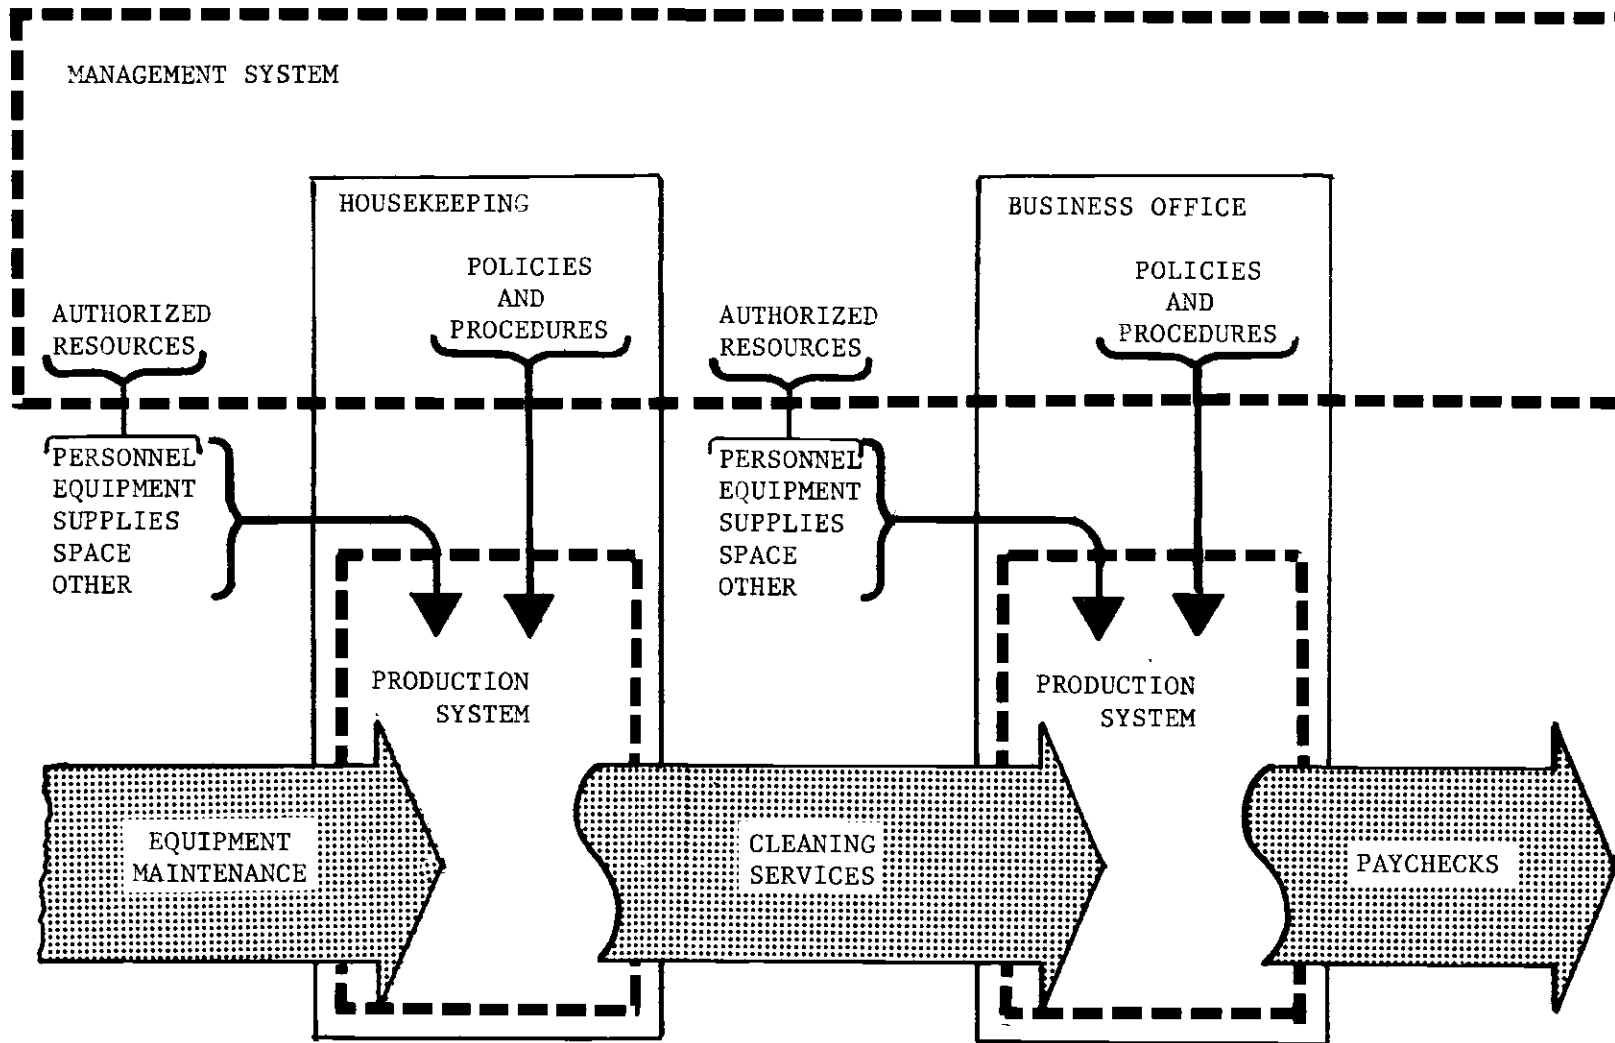 MANAGEMENT SYSTEM
HOUSEKEEPING
POLICIES
AND
PROCEDURES
AUTHORIZED
RESOURCES
PERSONNEL
EQUIPMENT
SUPPLIES
SPACE
OTHER
PRODUCTION
SYSTEM
BUSINESS OFFICE
POLICIES
AND
PROCEDURES
AUTHORIZED
RESOURCES
PERSONNEL
EQUIPMENT
SUPPLIES
SPACE
OTHER
PRODUCTION
SYSTEM
EQUIPMENT
MAINTENANCE
CLEANING
SERVICES
PAYCHECKS